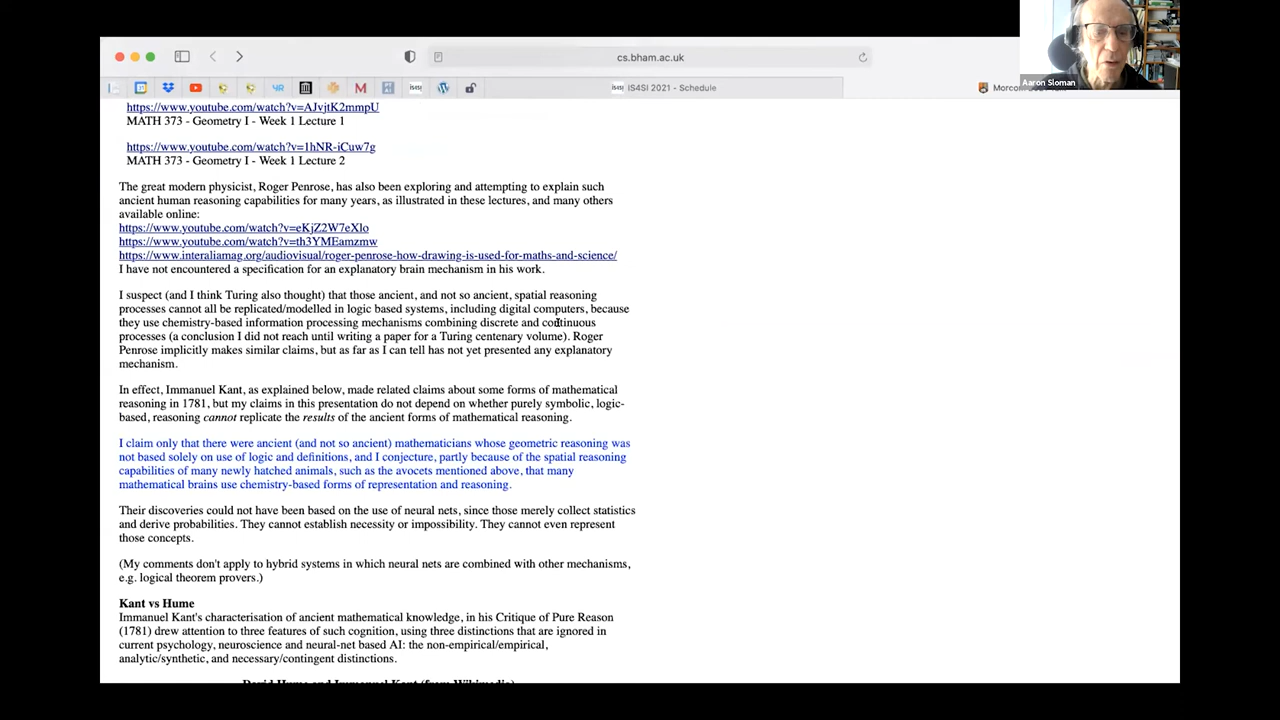 cs.bham.ac.uk
Aaron Sloman
IS4SI 2021 - Schedule
https://www.youtube.com/watch?v=AJvjtK2mmpU
MATH 373 - Geometry I - Week 1 Lecture 1
https://www.youtube.com/watch?v=1hNR-iCuw7g
MATH 373 - Geometry I - Week 1 Lecture 2
The great modern physicist, Roger Penrose, has also been exploring and attempting to explain such
ancient human reasoning capabilities for many years, as illustrated in these lectures, and many others
available online:
https://www.youtube.com/watch?v=eKjZ2W7eXlo
https://www.youtube.com/watch?v=th3YMEamzmw
https://www.interaliamag.org/audiovisual/roger-penrose-how-drawing-is-used-for-maths-and-science/
I have not encountered a specification for an explanatory brain mechanism in his work.
I suspect (and I think Turing also thought) that those ancient, and not so ancient, spatial reasoning
processes cannot all be replicated/modelled in logic based systems, including digital computers, because
they use chemistry-based information processing mechanisms combining discrete and continuous
processes (a conclusion I did not reach until writing a paper for a Turing centenary volume). Roger
Penrose implicitly makes similar claims, but as far as I can tell has not yet presented any explanatory
mechanism.
In effect, Immanuel Kant, as explained below, made related claims about some forms of mathematical
reasoning in 1781, but my claims in this presentation do not depend on whether purely symbolic, logic-
based, reasoning cannot replicate the results of the ancient forms of mathematical reasoning.
I claim only that there were ancient (and not so ancient) mathematicians whose geometric reasoning was
not based solely on use of logic and definitions, and I conjecture, partly because of the spatial reasoning
capabilities of many newly hatched animals, such as the avocets mentioned above, that many
mathematical brains use chemistry-based forms of representation and reasoning.
Their discoveries could not have been based on the use of neural nets, since those merely collect statistics
and derive probabilities. They cannot establish necessity or impossibility. They cannot even represent
those concepts.
(My comments don't apply to hybrid systems in which neural nets are combined with other mechanisms,
e.g. logical theorem provers.)
Kant vs Hume
Immanuel Kant's characterisation of ancient mathematical knowledge, in his Critique of Pure Reason
(1781) drew attention to three features of such cognition, using three distinctions that are ignored in
current psychology, neuroscience and neural-net based AI: the non-empirical/empirical,
analytic/synthetic, and necessary/contingent distinctions.
David Hume and Immanuel Kant (from Wikimedia)